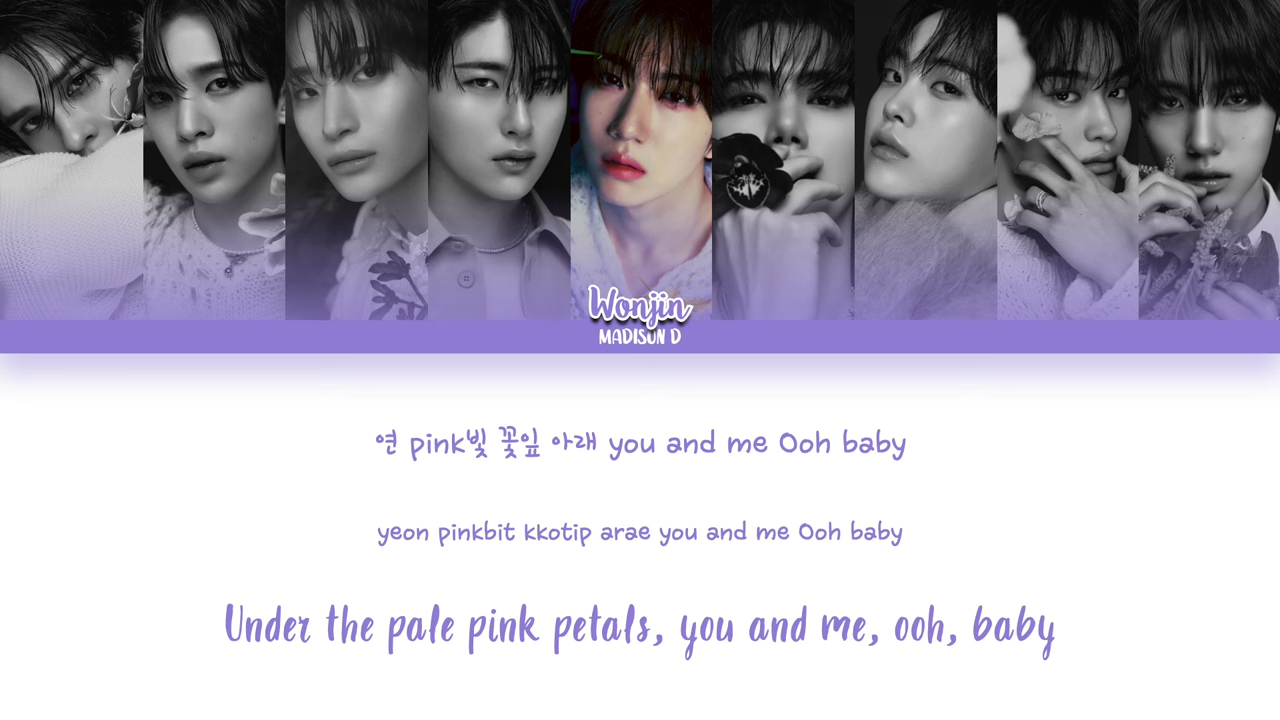 Wonjin
MADISUN D
연 pink빛 꽃잎 아래 you and me Ooh baby
yeon pinkbit kkotip arae you and me Ooh baby
Under the pale pink petals, you and me, ooh, baby